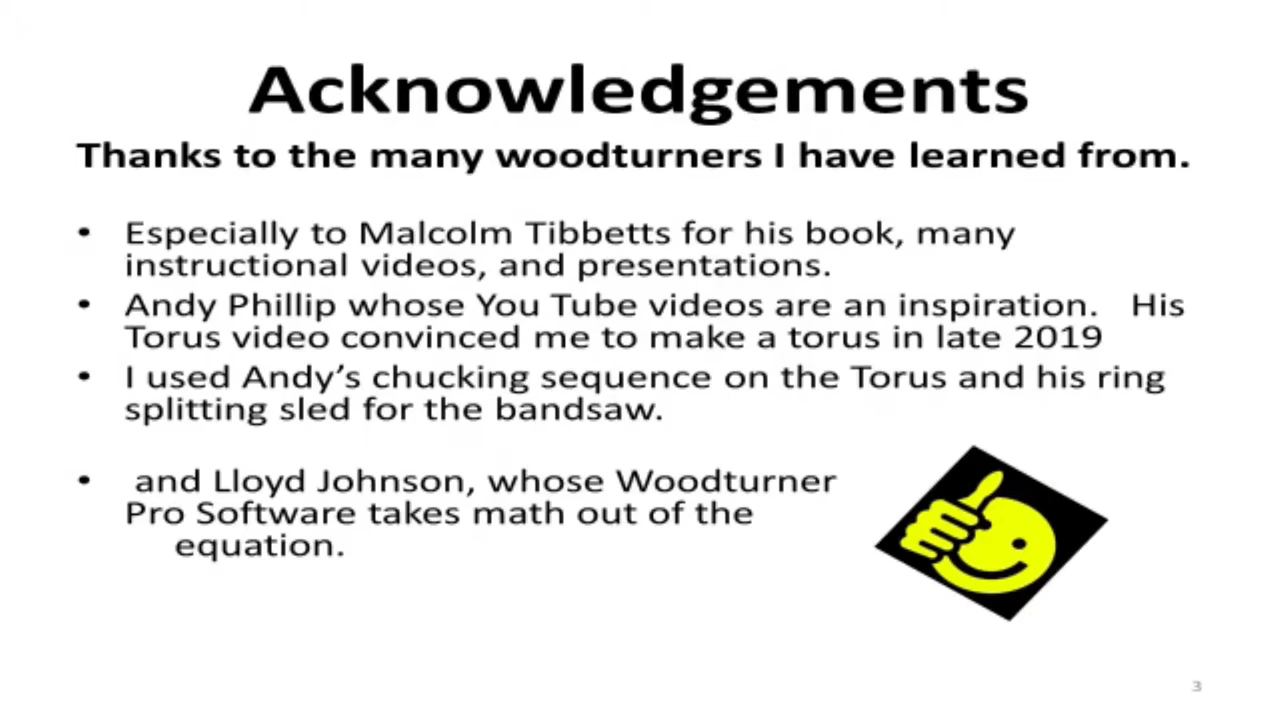 Acknowledgements
Thanks to the many woodturners I have learned from.
• Especially to Malcolm Tibbetts for his book, many
instructional videos, and presentations.
• Andy Phillip whose You Tube videos are an inspiration. His
Torus video convinced me to make a torus in late 2019
• I used Andy’s chucking sequence on the Torus and his ring
splitting sled for the bandsaw.
• and Lloyd Johnson, whose Woodturner
Pro Software takes math out of the
equation.
3